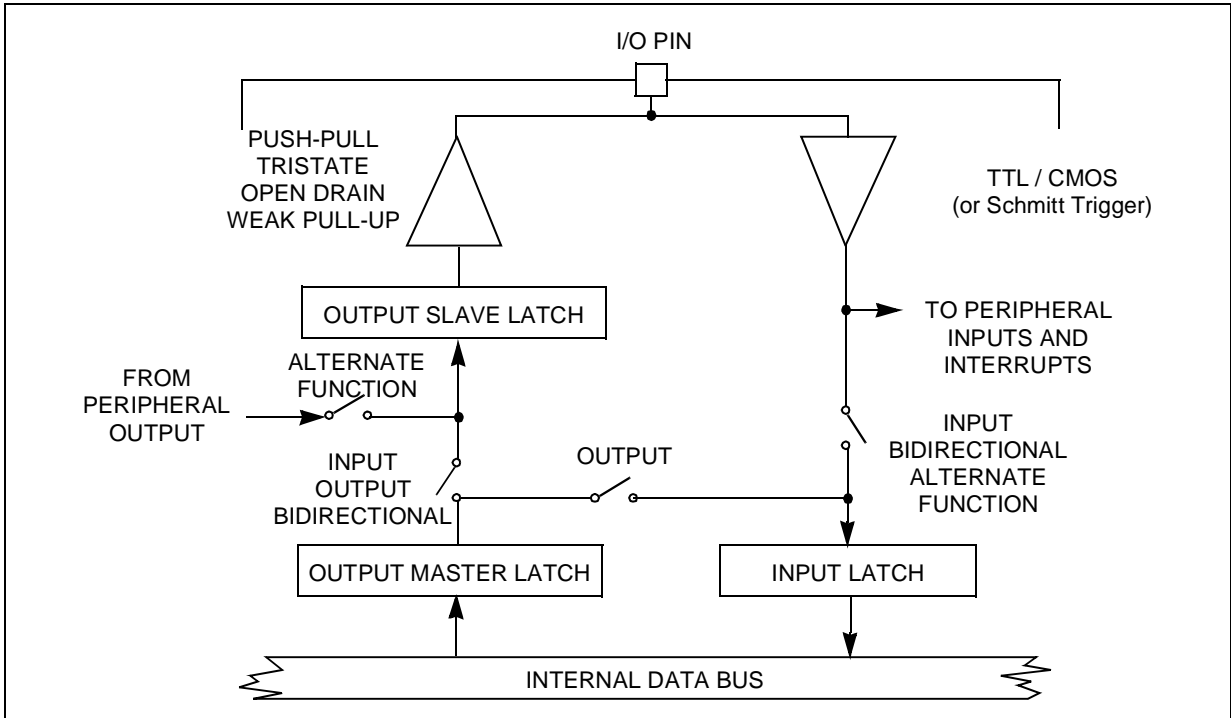 I/O PIN
PUSH-PULL
TRISTATE
OPEN DRAIN
WEAK PULL-UP
TTL / CMOS
(or Schmitt Trigger)
OUTPUT SLAVE LATCH
TO PERIPHERAL
INPUTS AND
INTERRUPTS
ALTERNATE
FUNCTION
FROM
PERIPHERAL
OUTPUT
INPUT
OUTPUT
BIDIRECTIONAL
OUTPUT
INPUT
BIDIRECTIONAL
ALTERNATE
FUNCTION
OUTPUT MASTER LATCH
INPUT LATCH
INTERNAL DATA BUS